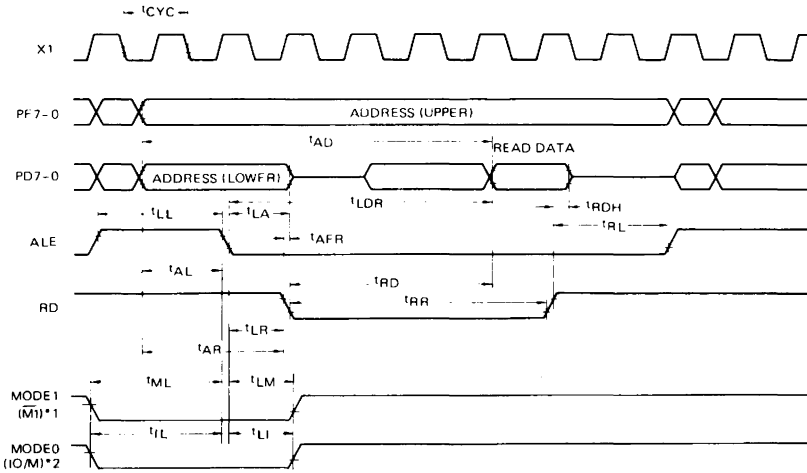 tCYC
X1
PF7-0
ADDRESS (UPPER)
tAD
READ DATA
PD7-0
ADDRESS (LOWER)
tLDR
tRDH
tLL
tLA
tRL
ALE
tAFR
tAL
tRD
tRR
RD
tLR
tAR
tML
tLM
MODE1
(M1)*1
tIL
tLI
MODE0
(IO/M)*2